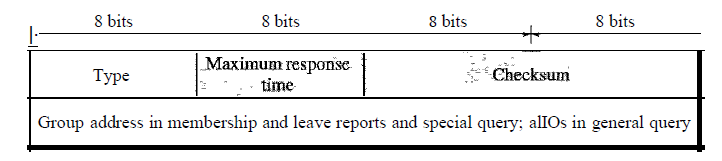 8 bits 8 bits 8 bits 8 bits
Type
Maximum response
time
Checksum
Group address in membership and leave reports and special query; alIOs in general query